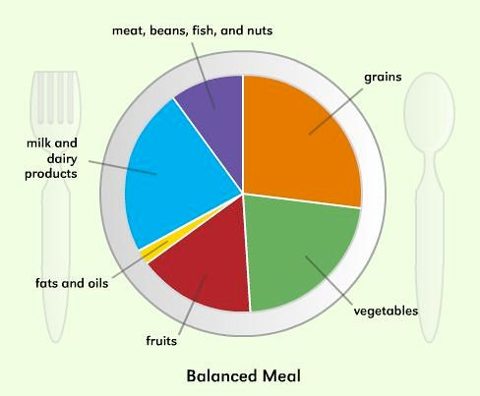 meat, beans, fish, and nuts
grains
milk and
dairy
products
fats and oils
vegetables
fruits
Balanced Meal